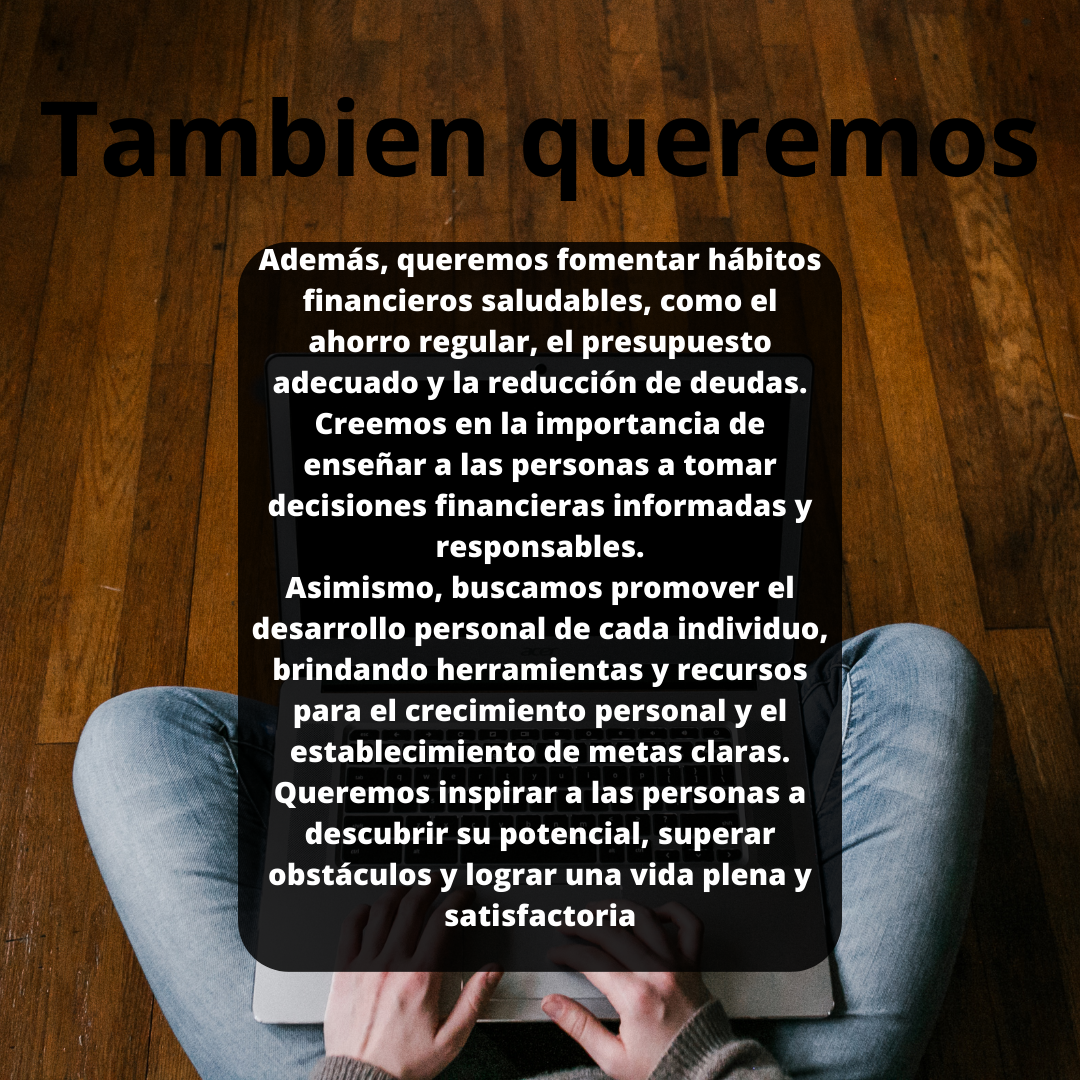 Tambien queremos
Además, queremos fomentar hábitos
financieros saludables, como el
ahorro regular, el presupuesto
adecuado y la reducción de deudas.
Creemos en la importancia de
enseñar a las personas a tomar
decisiones financieras informadas y
responsables.
Asimismo, buscamos promover el
desarrollo personal de cada individuo,
brindando herramientas y recursos
para el crecimiento personal y el
establecimiento de metas claras.
Queremos inspirar a las personas a
descubrir su potencial, superar
obstáculos y lograr una vida plena y
satisfactoria